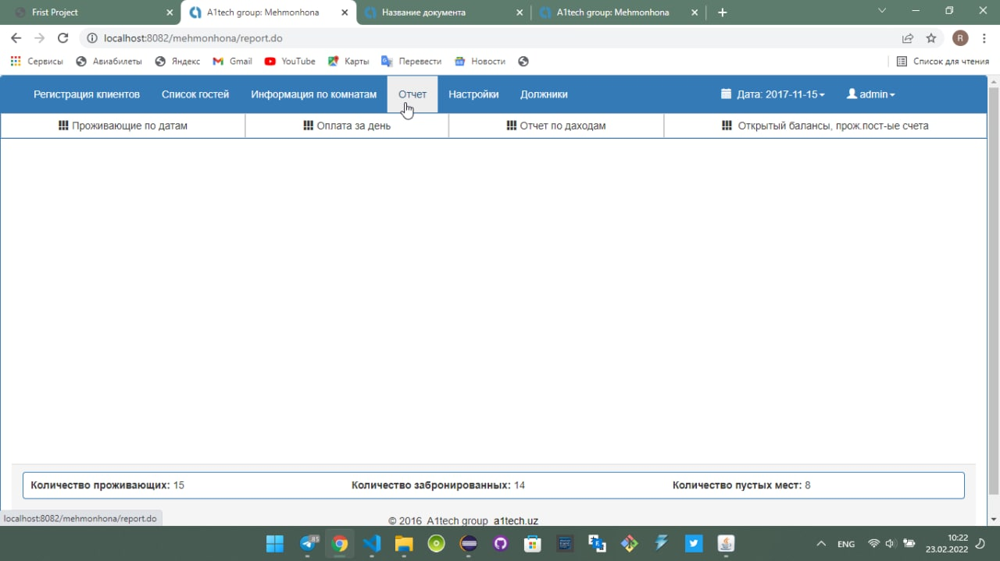 Frist Project
A1tech group: Mehmonhona
Название документа
A1tech group: Mehmonhona
localhost:8082/mehmonhona/report.do
R
Сервисы
Авиабилеты
Яндекс
Gmail
YouTube
Карты
Перевести
Новости
Список для чтения
Регистрация клиентов
Список гостей
Информация по комнатам
Отчет
Настройки
Должники
Дата: 2017-11-15
admin
Проживающие по датам
Оплата за день
Отчет по доходам
Открытый балансы, прож.пост-ые счета
Количество проживающих: 15
Количество забронированных: 14
Количество пустых мест: 8
© 2016 A1tech group a1tech.uz
localhost:8082/mehmonhona/report.do
85
ENG
10:22
23.02.2022